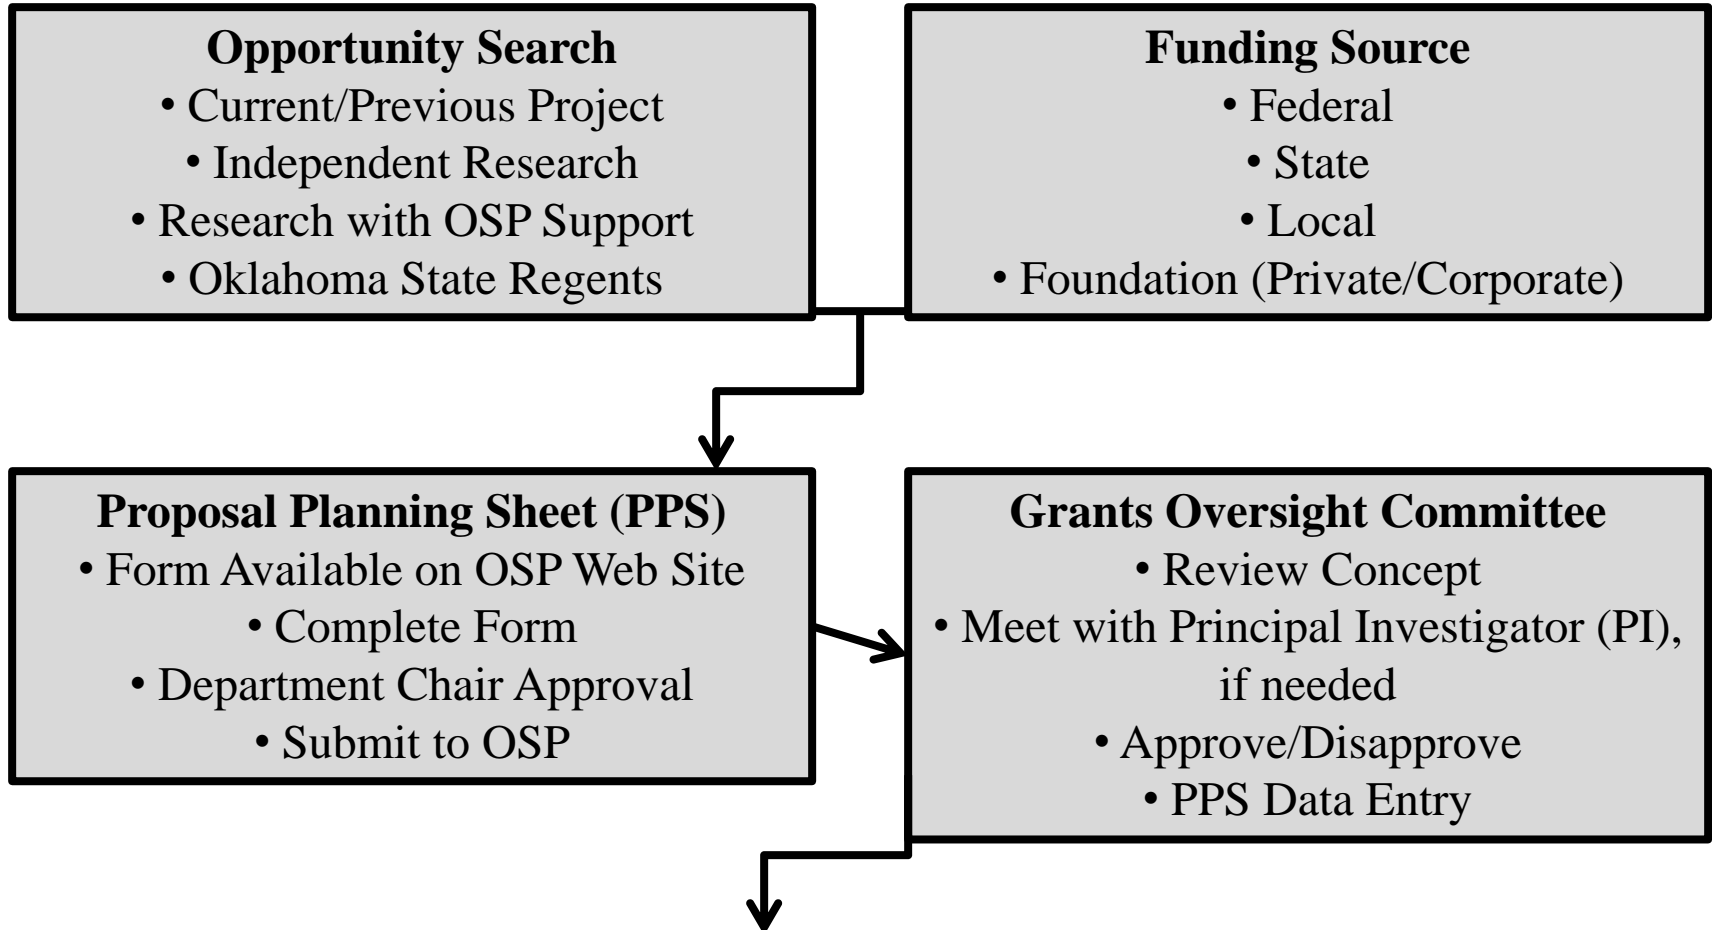 Opportunity Search
• Current/Previous Project
• Independent Research
• Research with OSP Support
• Oklahoma State Regents
Funding Source
• Federal
• State
• Local
• Foundation (Private/Corporate)
Proposal Planning Sheet (PPS)
• Form Available on OSP Web Site
• Complete Form
• Department Chair Approval
• Submit to OSP
Grants Oversight Committee
• Review Concept
• Meet with Principal Investigator (PI),
if needed
• Approve/Disapprove
• PPS Data Entry